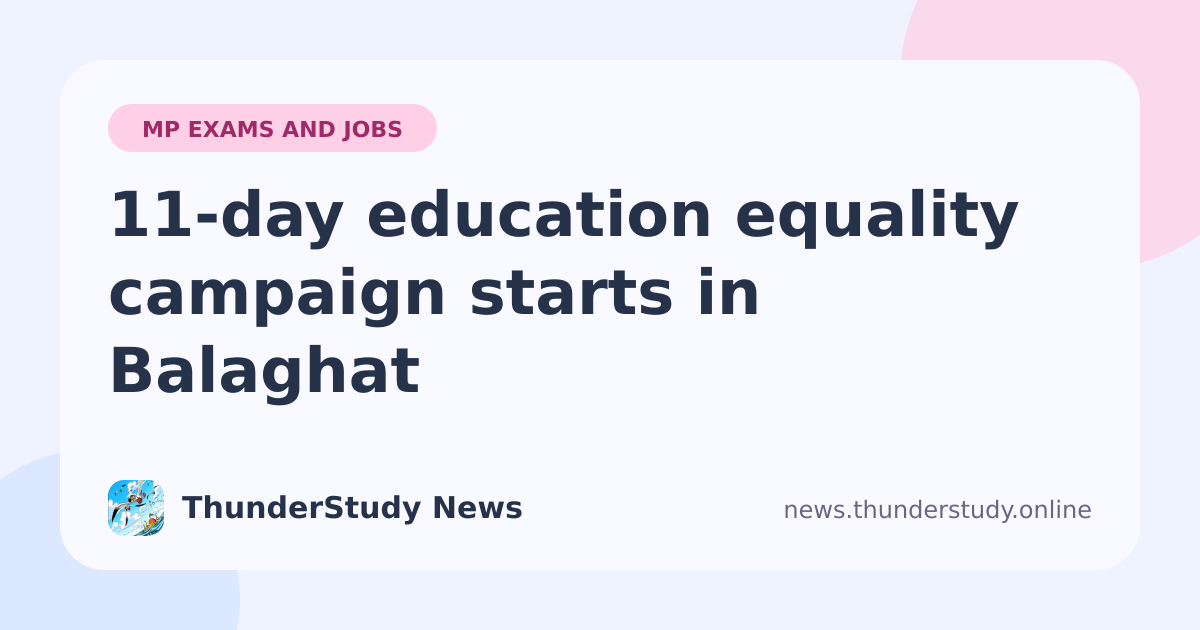 MP EXAMS AND JOBS
11-day education equality
campaign starts in
Balaghat
ThunderStudy News
news.thunderstudy.online